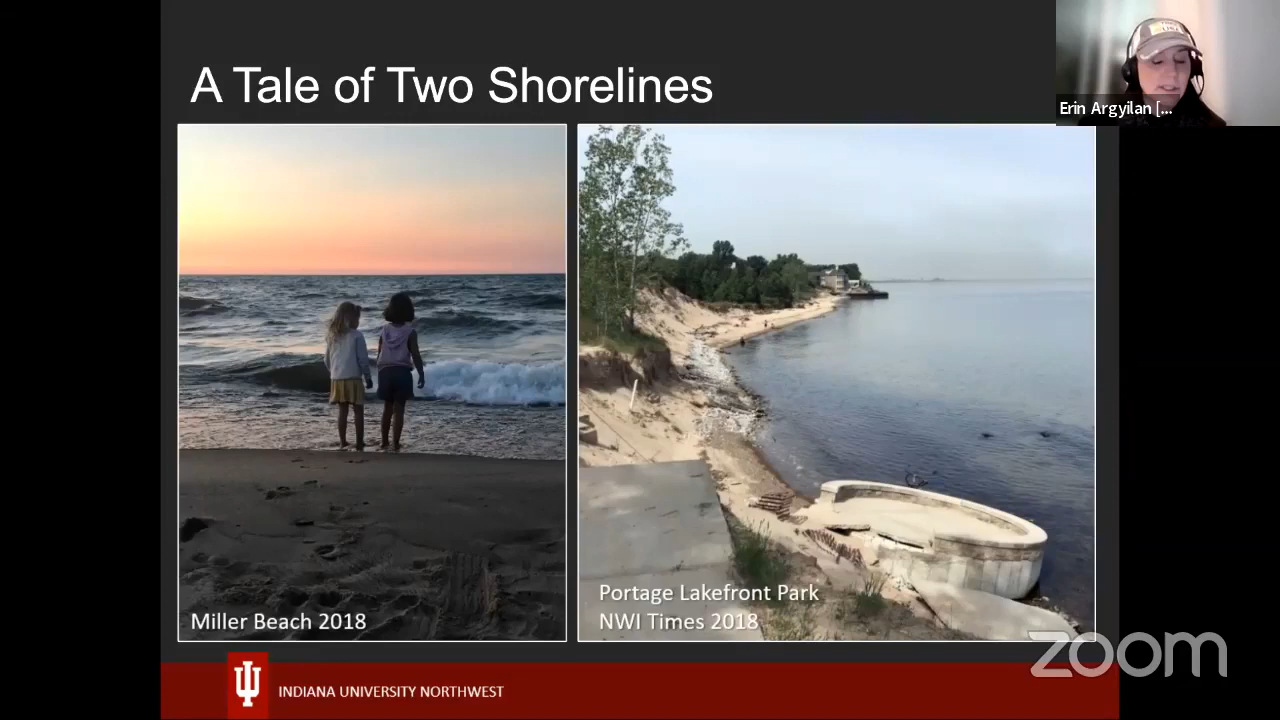 A Tale of Two Shorelines
Erin Argyilan [...
Miller Beach 2018
Portage Lakefront Park
NWI Times 2018
INDIANA UNIVERSITY NORTHWEST
zoom